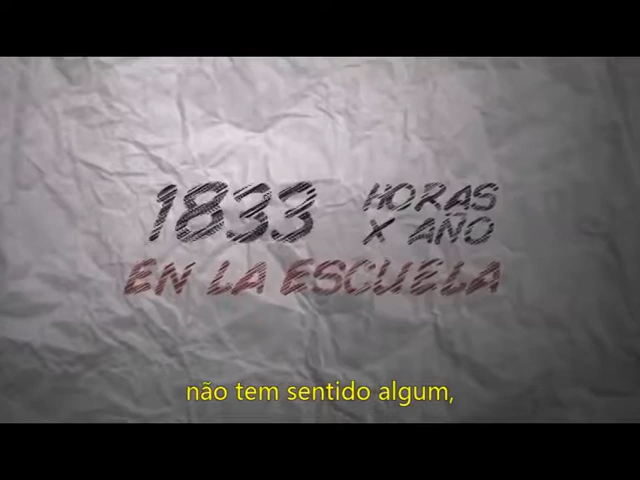 1833 HORAS
X AÑO
EN LA ESCUELA
não tem sentido algum,